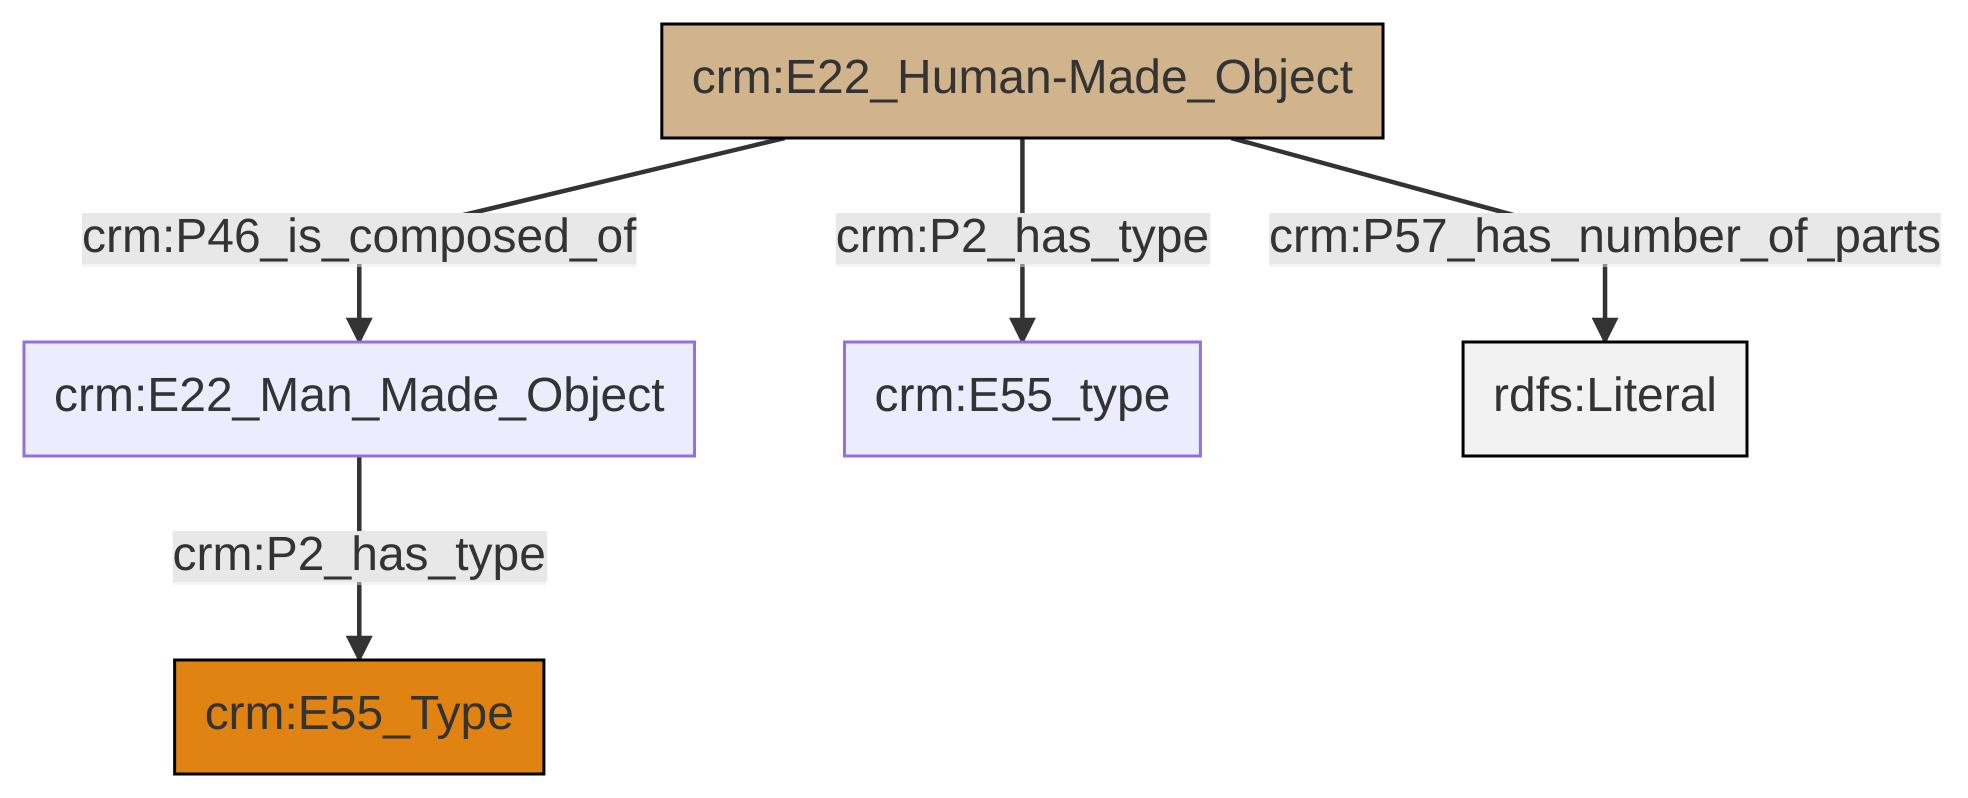 crm:E22_Human-Made_Object
crm:P46_is_composed_of
crm:P2_has_type
crm:P57_has_number_of_parts
crm:E22_Man_Made_Object
crm:E55_type
rdfs:Literal
crm:P2_has_type
crm:E55_Type